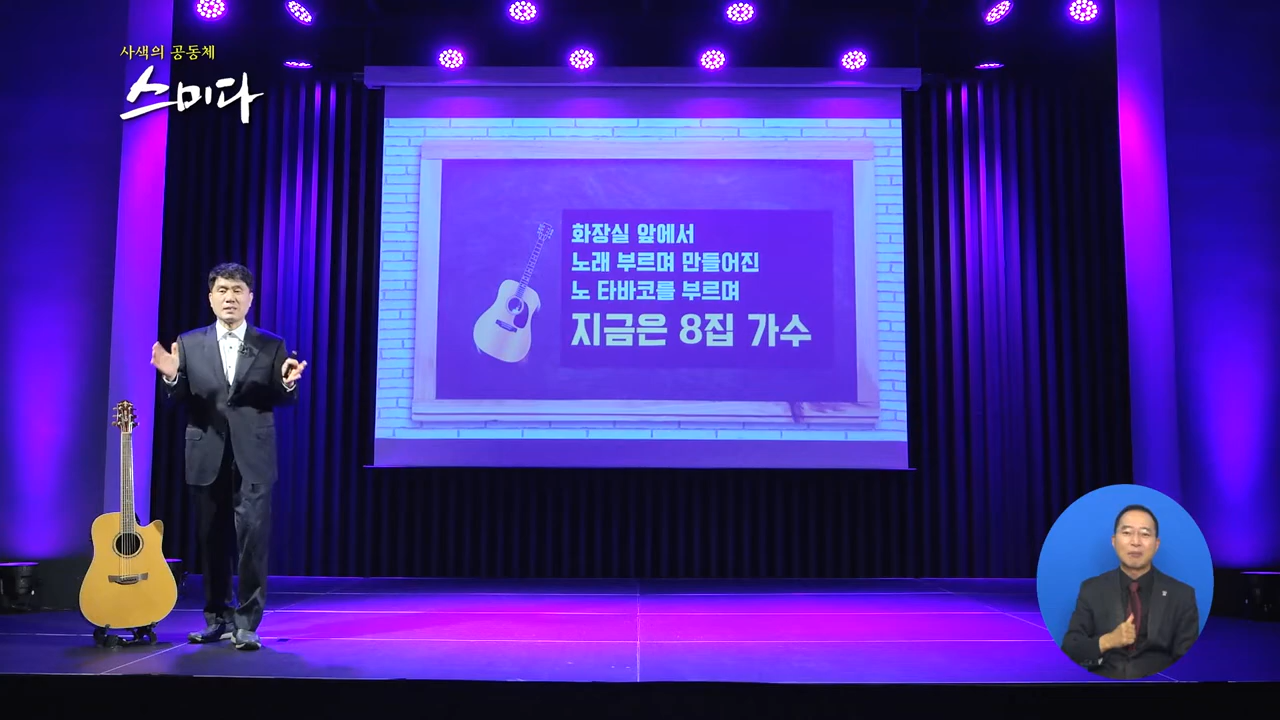 사색의 공동체
스미다
화장실 앞에서
노래 부르며 만들어진
노 타바코를 부르며
지금은 8집 가수